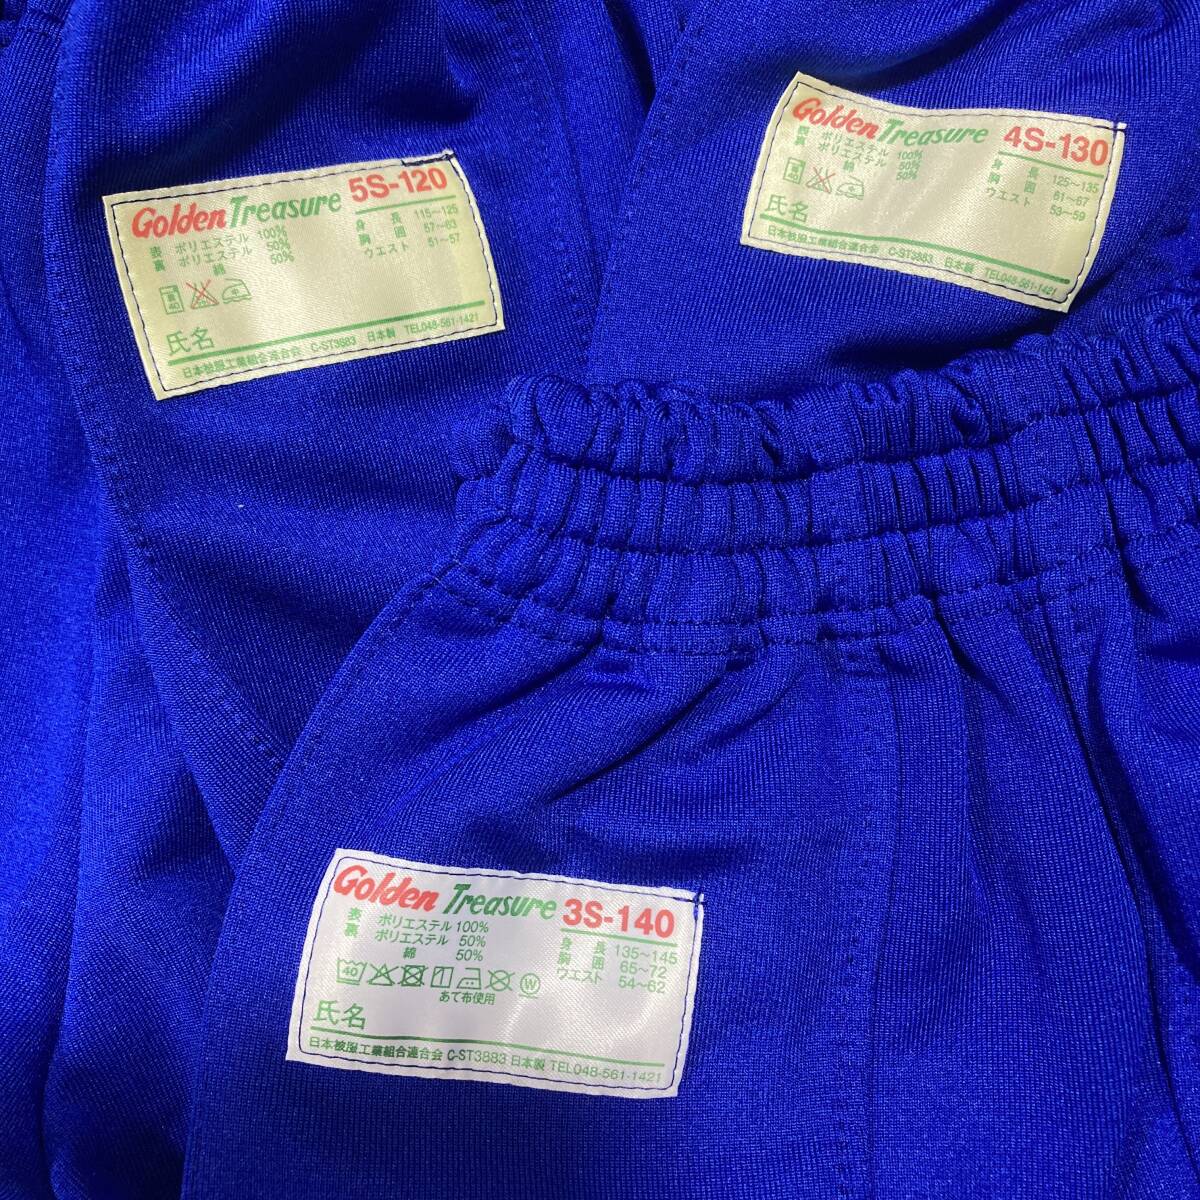 Golden Treasure 5S-120
表 ポリエステル 100%
裏 ポリエステル 50%
綿 50%
身長 115~125
胸囲 57~63
ウエスト 51~57
40
氏名
日本被服工業組合連合会 C-ST3883 日本製 TEL048-561-1421
Golden Treasure 4S-130
表 ポリエステル 100%
裏 ポリエステル 50%
綿 50%
身長 125~135
胸囲 61~67
ウエスト 53~59
氏名
日本被服工業組合連合会 C-ST3883 日本製 TEL048-561-1421
Golden Treasure 3S-140
表 ポリエステル 100%
裏 ポリエステル 50%
綿 50%
身長 135~145
胸囲 65~72
ウエスト 54~62
40 W
あて布使用
氏名
日本被服工業組合連合会 C-ST3883 日本製 TEL048-561-1421